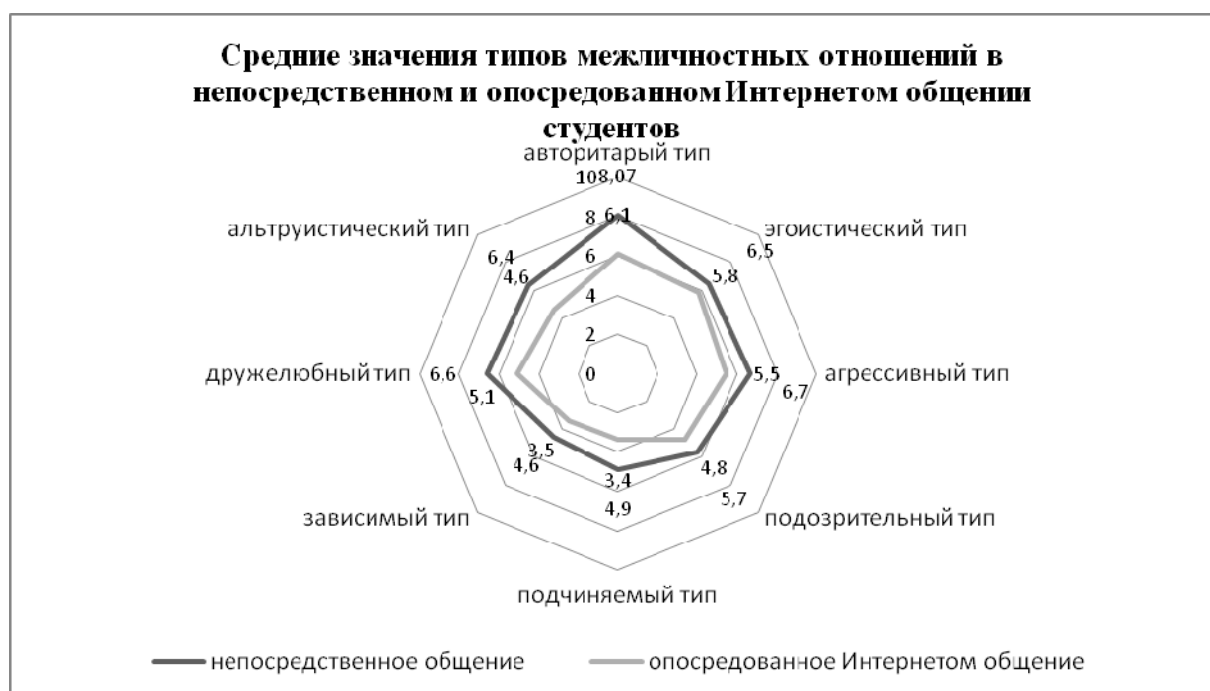 Средние значения типов межличностных отношений в
непосредственном и опосредованном Интернетом общении
студентов
авторитарый тип
108,07
альтруистический тип
8
6,1
эгоистический тип
6,4
6,5
4,6
6
5,8
4
2
дружелюбный тип
6,6
5,1
0
5,5
6,7
агрессивный тип
3,5
4,6
3,4
4,8
4,9
5,7
зависимый тип
подозрительный тип
подчиняемый тип
непосредственное общение
опосредованное Интернетом общение